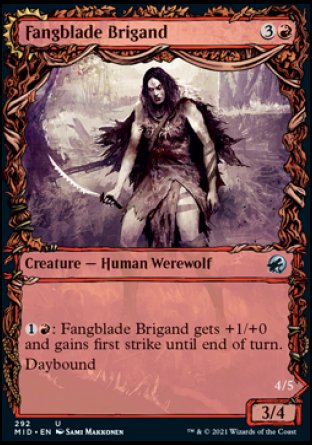 Fangblade Brigand 3
Creature — Human Werewolf
1: Fangblade Brigand gets +1/+0
and gains first strike until end of turn.
Daybound
4/5
3/4
292 U
MID • EN SAMI MAKKONEN
™ & © 2021 Wizards of the Coast